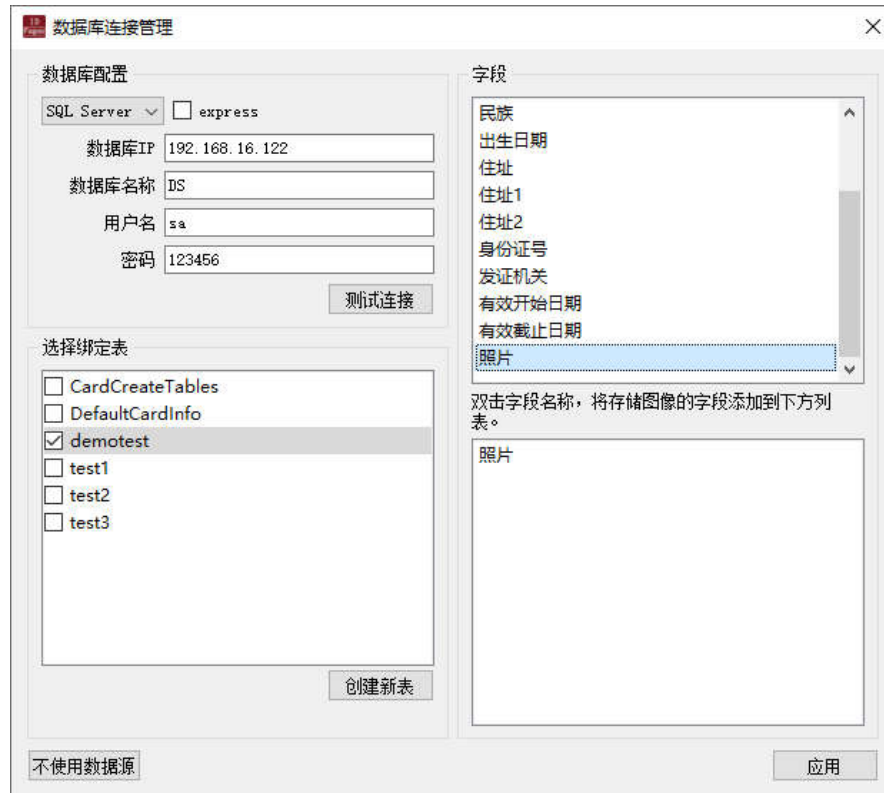 数据库连接管理
数据库配置
SQL Server
express
数据库IP 192.168.16.122
数据库名称 DS
用户名 sa
密码 123456
测试连接
选择绑定表
CardCreateTables
DefaultCardInfo
demotest
test1
test2
test3
创建新表
不使用数据源
字段
民族
出生日期
住址
住址1
住址2
身份证号
发证机关
有效开始日期
有效截止日期
照片
双击字段名称，将存储图像的字段添加到下方列
表。
照片
应用